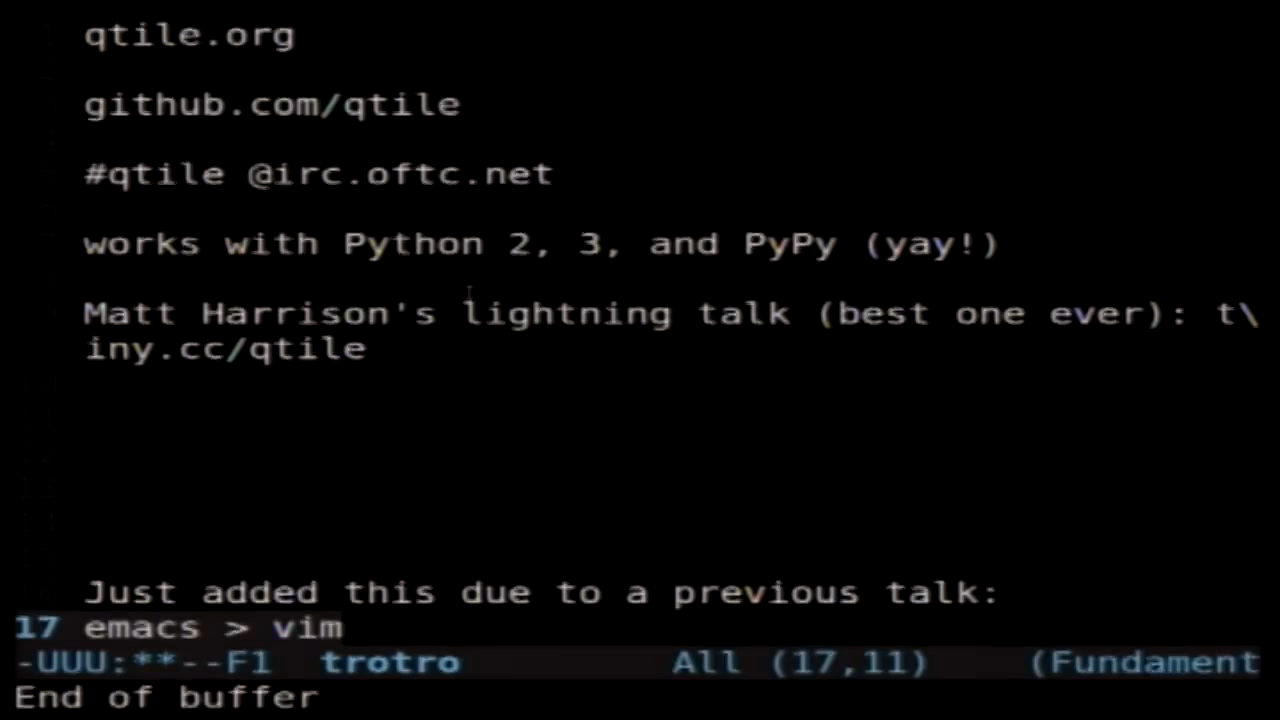 qtile.org
github.com/qtile
#qtile @irc.oftc.net
works with Python 2, 3, and PyPy (yay!)
Matt Harrison's lightning talk (best one ever): t\
iny.cc/qtile
Just added this due to a previous talk:
17 emacs > vim
-UUU:**--F1 trotro All (17,11) (Fundament
End of buffer